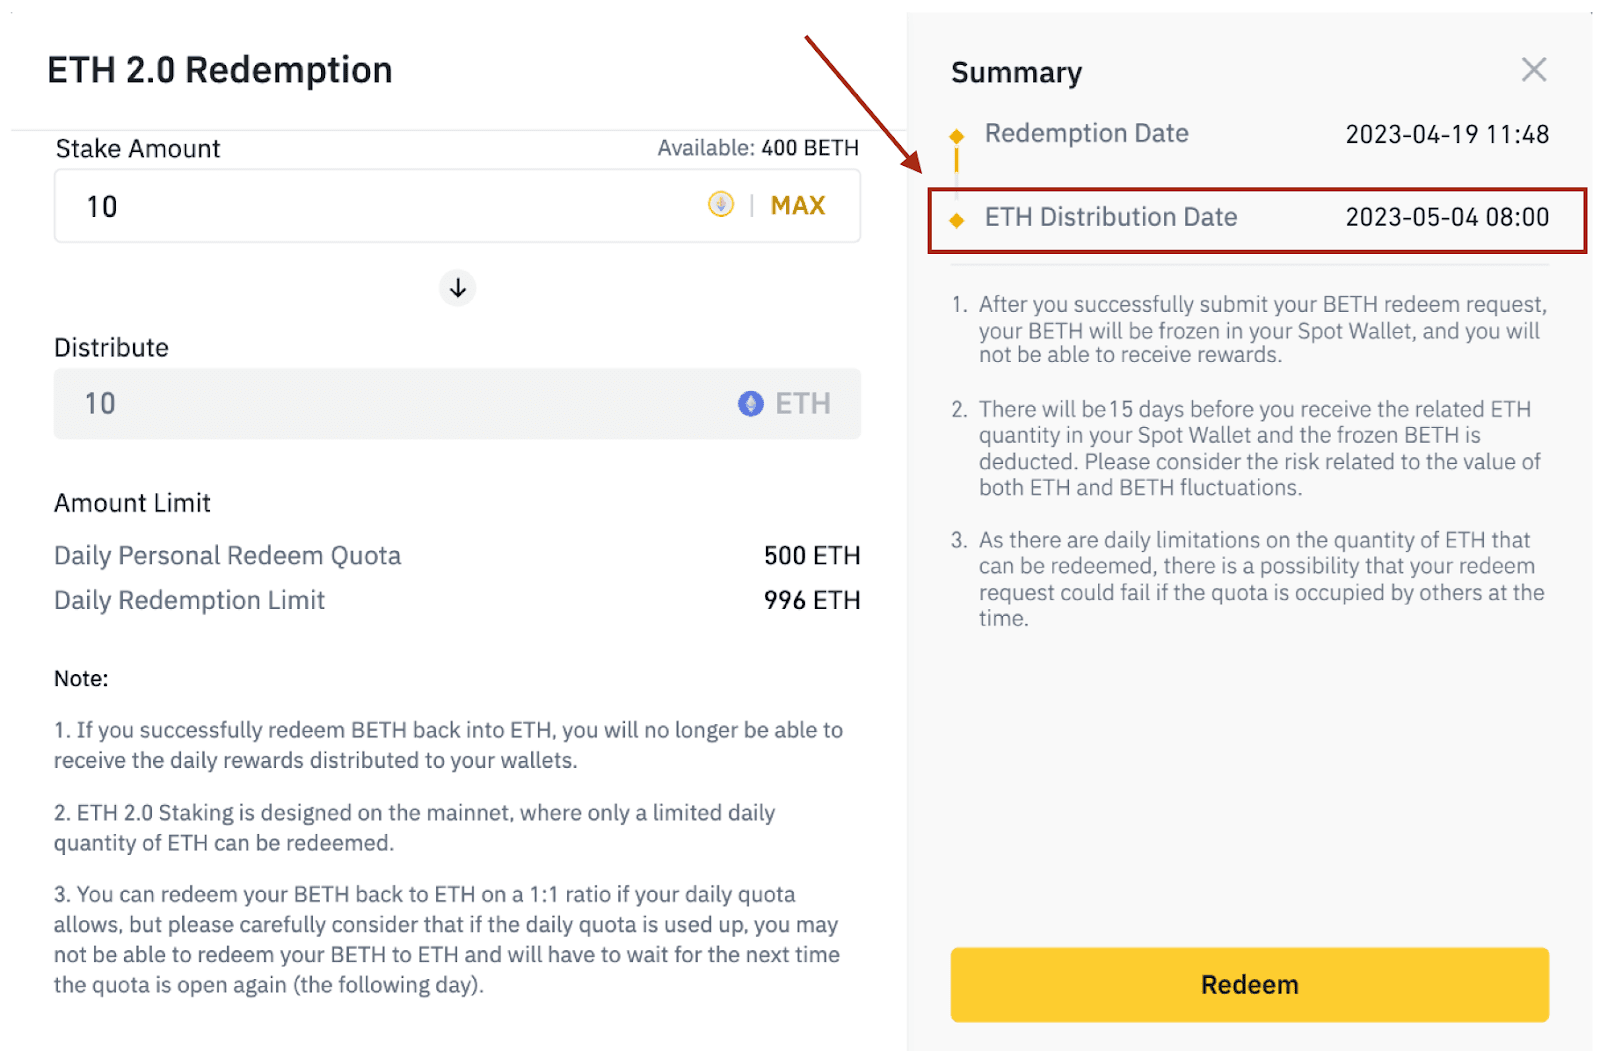 ETH 2.0 Redemption
Stake Amount
Available: 400 BETH
10
| MAX
Distribute
10
ETH
Amount Limit
Daily Personal Redeem Quota
500 ETH
Daily Redemption Limit
996 ETH
Note:
1. If you successfully redeem BETH back into ETH, you will no longer be able to
receive the daily rewards distributed to your wallets.
2. ETH 2.0 Staking is designed on the mainnet, where only a limited daily
quantity of ETH can be redeemed.
3. You can redeem your BETH back to ETH on a 1:1 ratio if your daily quota
allows, but please carefully consider that if the daily quota is used up, you may
not be able to redeem your BETH to ETH and will have to wait for the next time
the quota is open again (the following day).
Summary
Redemption Date
2023-04-19 11:48
ETH Distribution Date
2023-05-04 08:00
1. After you successfully submit your BETH redeem request,
your BETH will be frozen in your Spot Wallet, and you will
not be able to receive rewards.
2. There will be 15 days before you receive the related ETH
quantity in your Spot Wallet and the frozen BETH is
deducted. Please consider the risk related to the value of
both ETH and BETH fluctuations.
3. As there are daily limitations on the quantity of ETH that
can be redeemed, there is a possibility that your redeem
request could fail if the quota is occupied by others at the
time.
Redeem